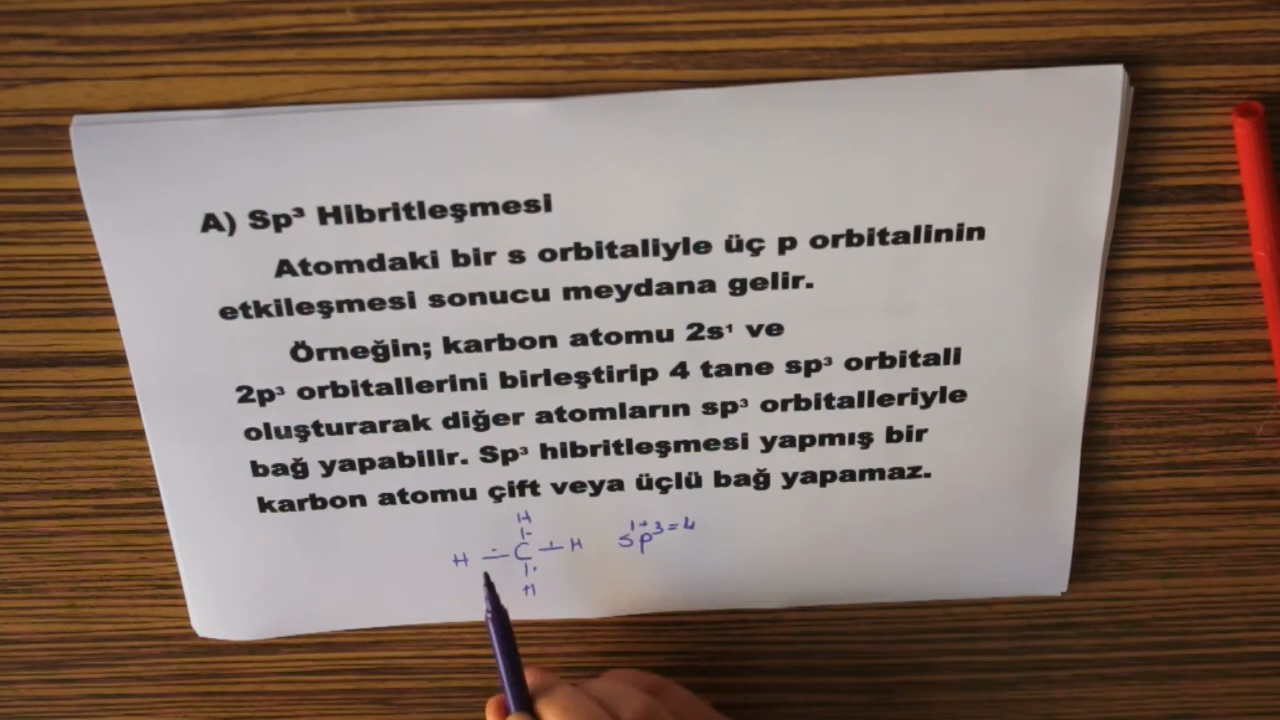 A) Sp³ Hibritleşmesi
Atomdaki bir s orbitaliyle üç p orbitalinin
etkileşmesi sonucu meydana gelir.
Örneğin; karbon atomu 2s¹ ve
2p³ orbitallerini birleştirip 4 tane sp³ orbitali
oluşturarak diğer atomların sp³ orbitalleriyle
bağ yapabilir. Sp³ hibritleşmesi yapmış bir
karbon atomu çift veya üçlü bağ yapamaz.
H
H C H
H
s¹⁺p³=4